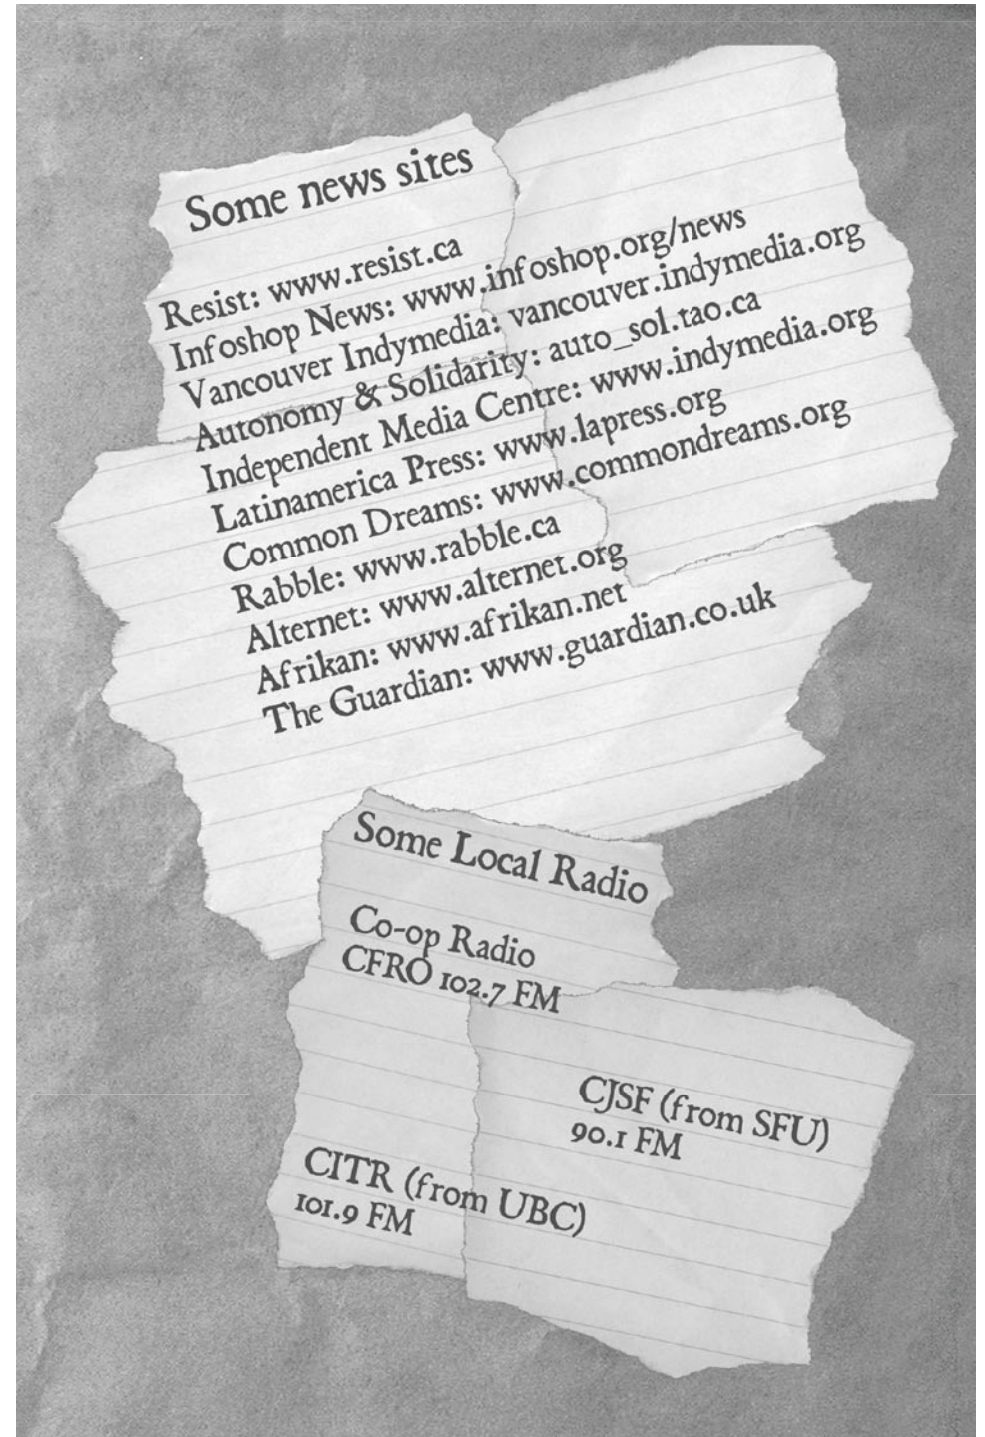 Some news sites
Resist: www.resist.ca
Infoshop News: www.infoshop.org/news
Vancouver Indymedia: vancouver.indymedia.org
Autonomy & Solidarity: auto_sol.tao.ca
Independent Media Centre: www.indymedia.org
Latinamerica Press: www.lapress.org
Common Dreams: www.commondreams.org
Rabble: www.rabble.ca
Alternet: www.alternet.org
Afrikan: www.afrikan.net
The Guardian: www.guardian.co.uk
Some Local Radio
Co-op Radio
CFRO 102.7 FM
CJSF (from SFU)
90.1 FM
CITR (from UBC)
101.9 FM